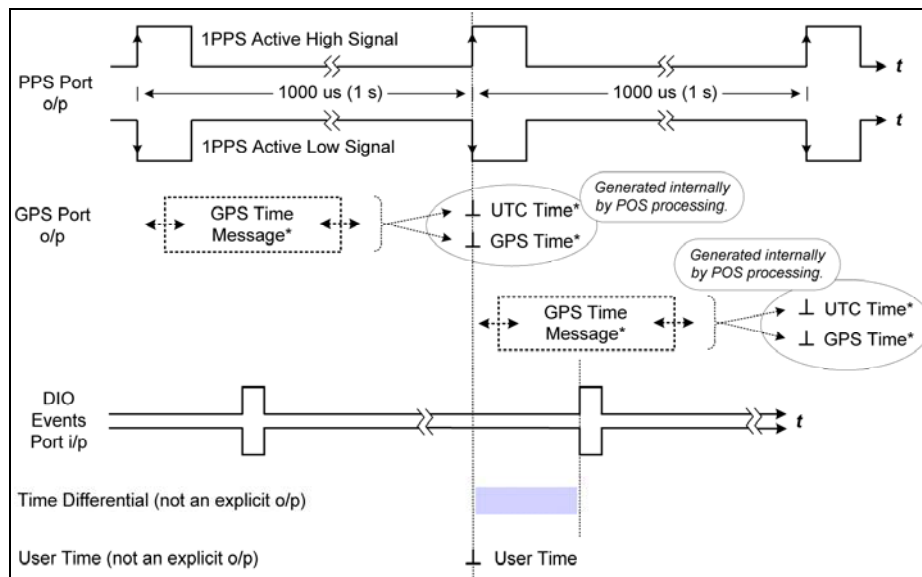 1PPS Active High Signal
t
PPS Port
o/p
1000 us (1 s)
1000 us (1 s)
t
1PPS Active Low Signal
GPS Port
o/p
GPS Time
Message*
UTC Time*
GPS Time*
Generated internally
by POS processing.
Generated internally
by POS processing.
GPS Time
Message*
UTC Time*
GPS Time*
DIO
Events
Port i/p
t
Time Differential (not an explicit o/p)
User Time (not an explicit o/p)
User Time